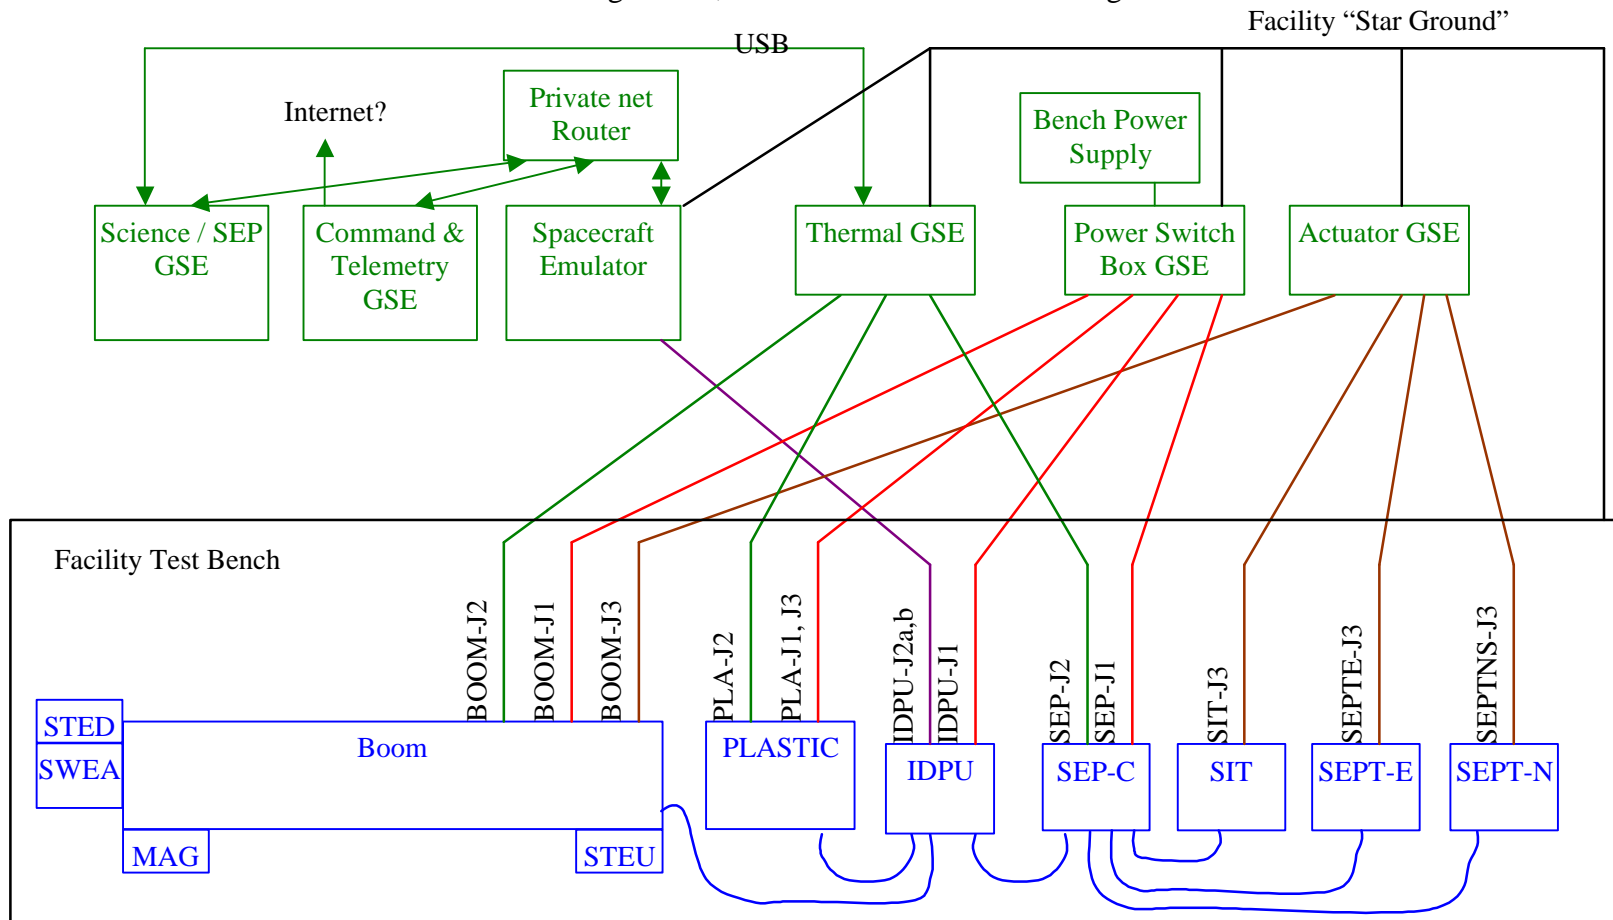 Facility “Star Ground”
USB
Internet?
Private net
Router
Bench Power
Supply
Science / SEP
GSE
Command &
Telemetry
GSE
Spacecraft
Emulator
Thermal GSE
Power Switch
Box GSE
Actuator GSE
Facility Test Bench
BOOM-J2
BOOM-J1
BOOM-J3
PLA-J2
PLA-J1, J3
IDPU-J2a,b
IDPU-J1
SEP-J2
SEP-J1
SIT-J3
SEPTE-J3
SEPTNS-J3
STED
SWEA
Boom
MAG
STEU
PLASTIC
IDPU
SEP-C
SIT
SEPT-E
SEPT-N